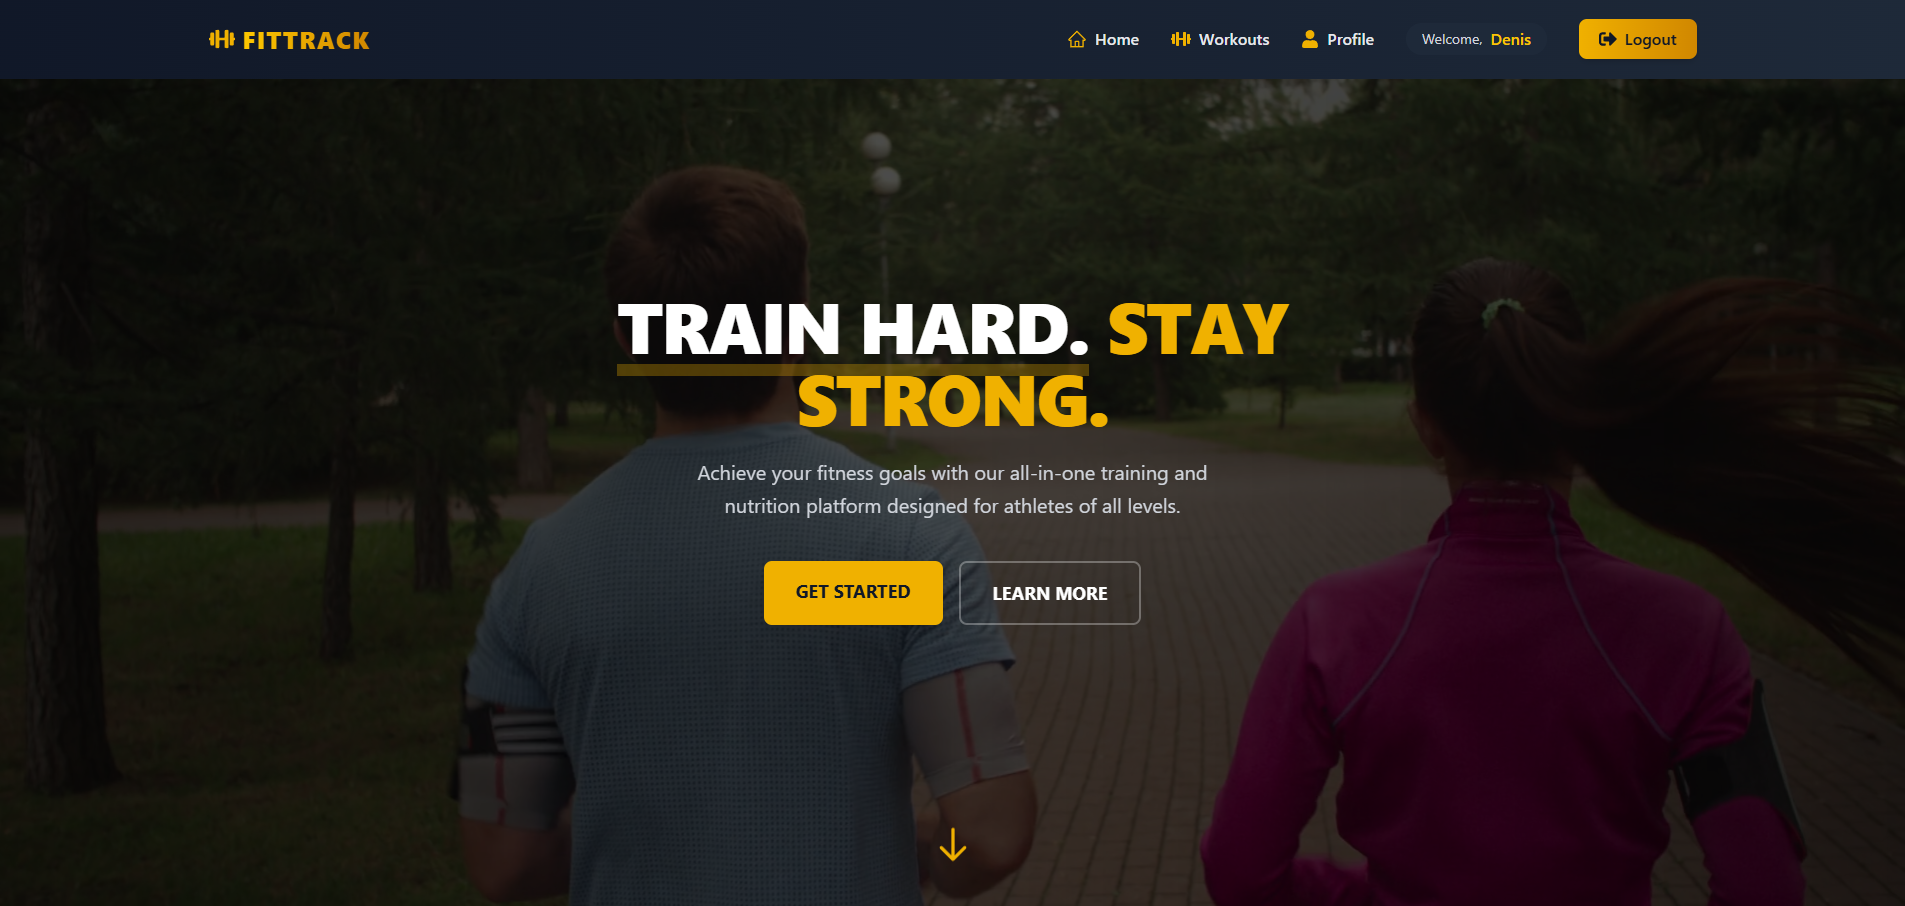 FITTRACK
Home
Workouts
Profile
Welcome, Denis
Logout
TRAIN HARD. STAY
STRONG.
Achieve your fitness goals with our all-in-one training and
nutrition platform designed for athletes of all levels.
GET STARTED
LEARN MORE